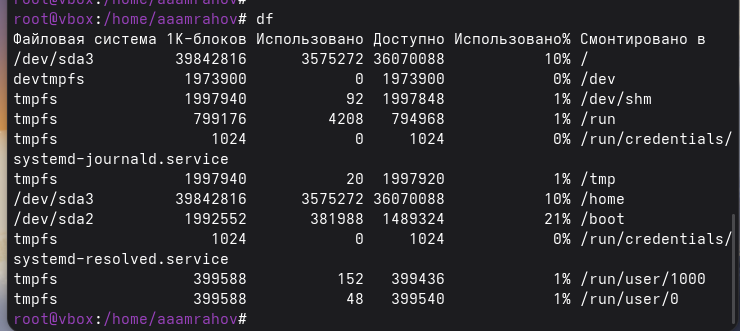 root@vbox:/home/aaamrahov#
root@vbox:/home/aaamrahov# df
Файловая система 1K-блоков Использовано Доступно Использовано% Смонтировано в
/dev/sda3 39842816 3575272 36070088 10% /
devtmpfs 1973900 0 1973900 0% /dev
tmpfs 1997940 92 1997848 1% /dev/shm
tmpfs 799176 4208 794968 1% /run
tmpfs 1024 0 1024 0% /run/credentials/
systemd-journald.service
tmpfs 1997940 20 1997920 1% /tmp
/dev/sda3 39842816 3575272 36070088 10% /home
/dev/sda2 1992552 381988 1489324 21% /boot
tmpfs 1024 0 1024 0% /run/credentials/
systemd-resolved.service
tmpfs 399588 152 399436 1% /run/user/1000
tmpfs 399588 48 399540 1% /run/user/0
root@vbox:/home/aaamrahov#